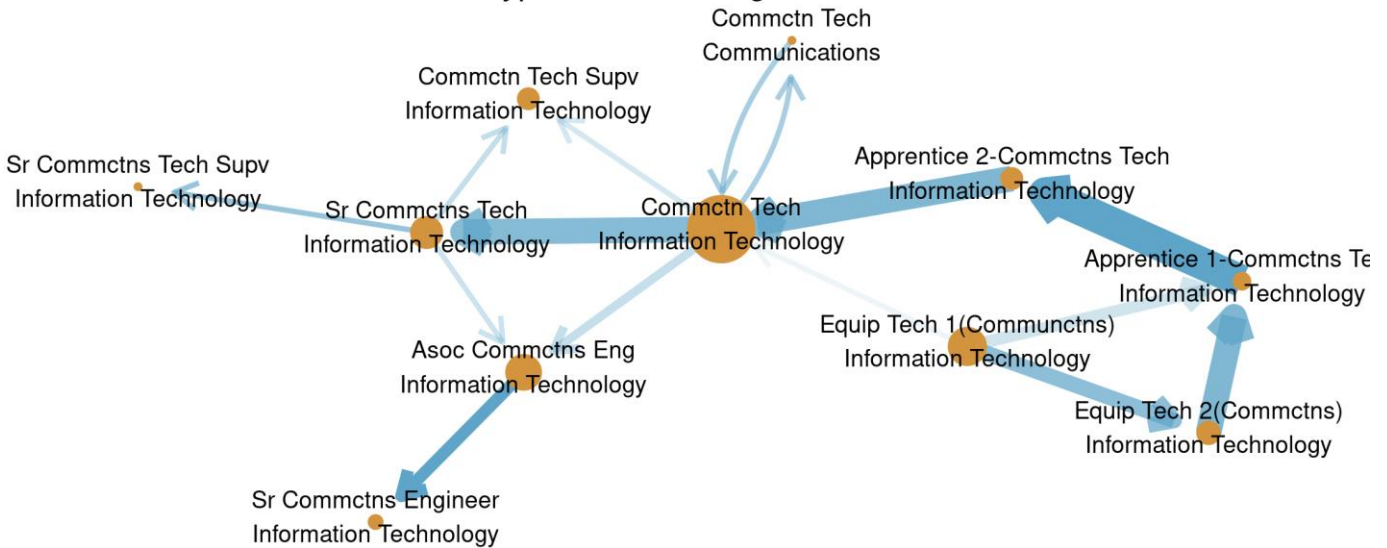 Commctn Tech
Communications
Commctn Tech Supv
Information Technology
Sr Commctns Tech Supv
Information Technology
Apprentice 2-Commctns Tech
Information Technology
Sr Commctns Tech
Information Technology
Commctn Tech
Information Technology
Apprentice 1-Commctns Te
Information Technology
Equip Tech 1(Communctns)
Information Technology
Asoc Commctns Eng
Information Technology
Equip Tech 2(Commctns)
Information Technology
Sr Commctns Engineer
Information Technology